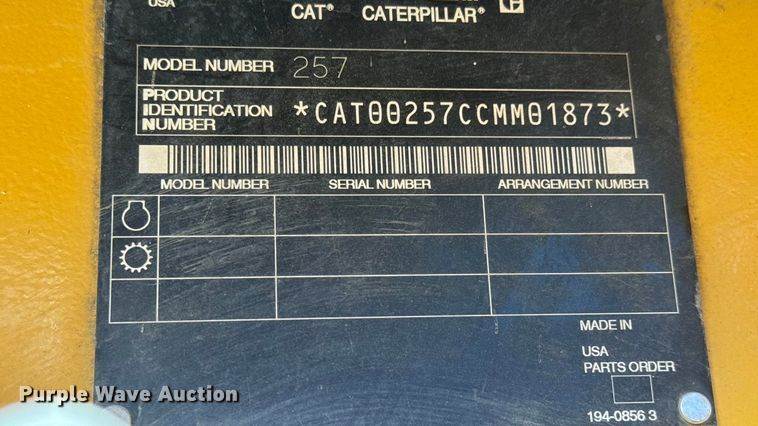 USA
CAT® CATERPILLAR®
MODEL NUMBER 257
PRODUCT
IDENTIFICATION
NUMBER *CAT00257CCMM01873*
MODEL NUMBER SERIAL NUMBER ARRANGEMENT NUMBER
MADE IN
USA
PARTS ORDER
194-0856 3
Purple Wave Auction